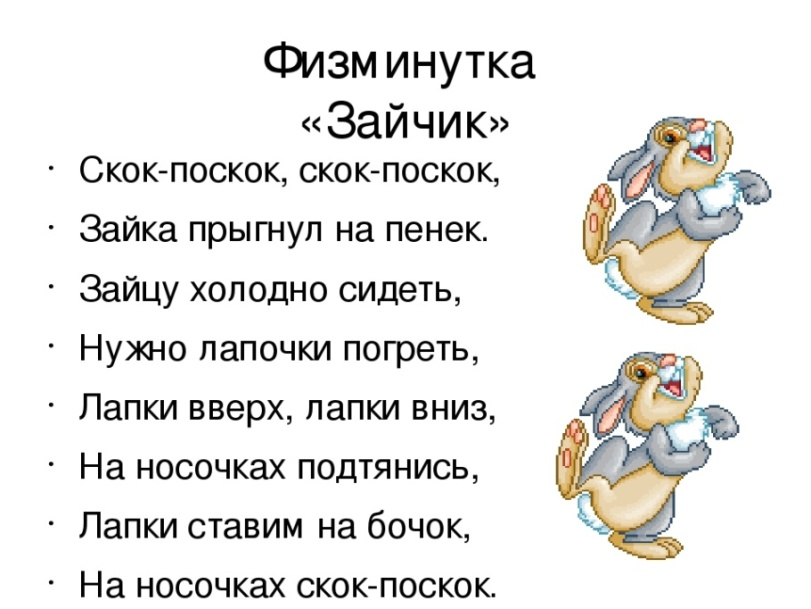 Физминутка
«Зайчик»
· Скок-поскок, скок-поскок,
· Зайка прыгнул на пенек.
· Зайцу холодно сидеть,
· Нужно лапочки погреть,
· Лапки вверх, лапки вниз,
· На носочках подтянись,
· Лапки ставим на бочок,
· На носочках скок-поскок.